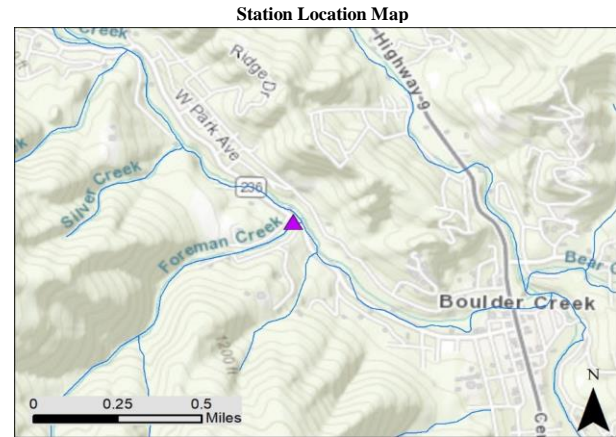 Station Location Map
Creek
Ridge Dr
Highway 9
W Park Ave
Silver Creek
236
Foreman Creek
Bear
Boulder Creek
1200 ft
0 0.25 0.5
Miles
N
Ce